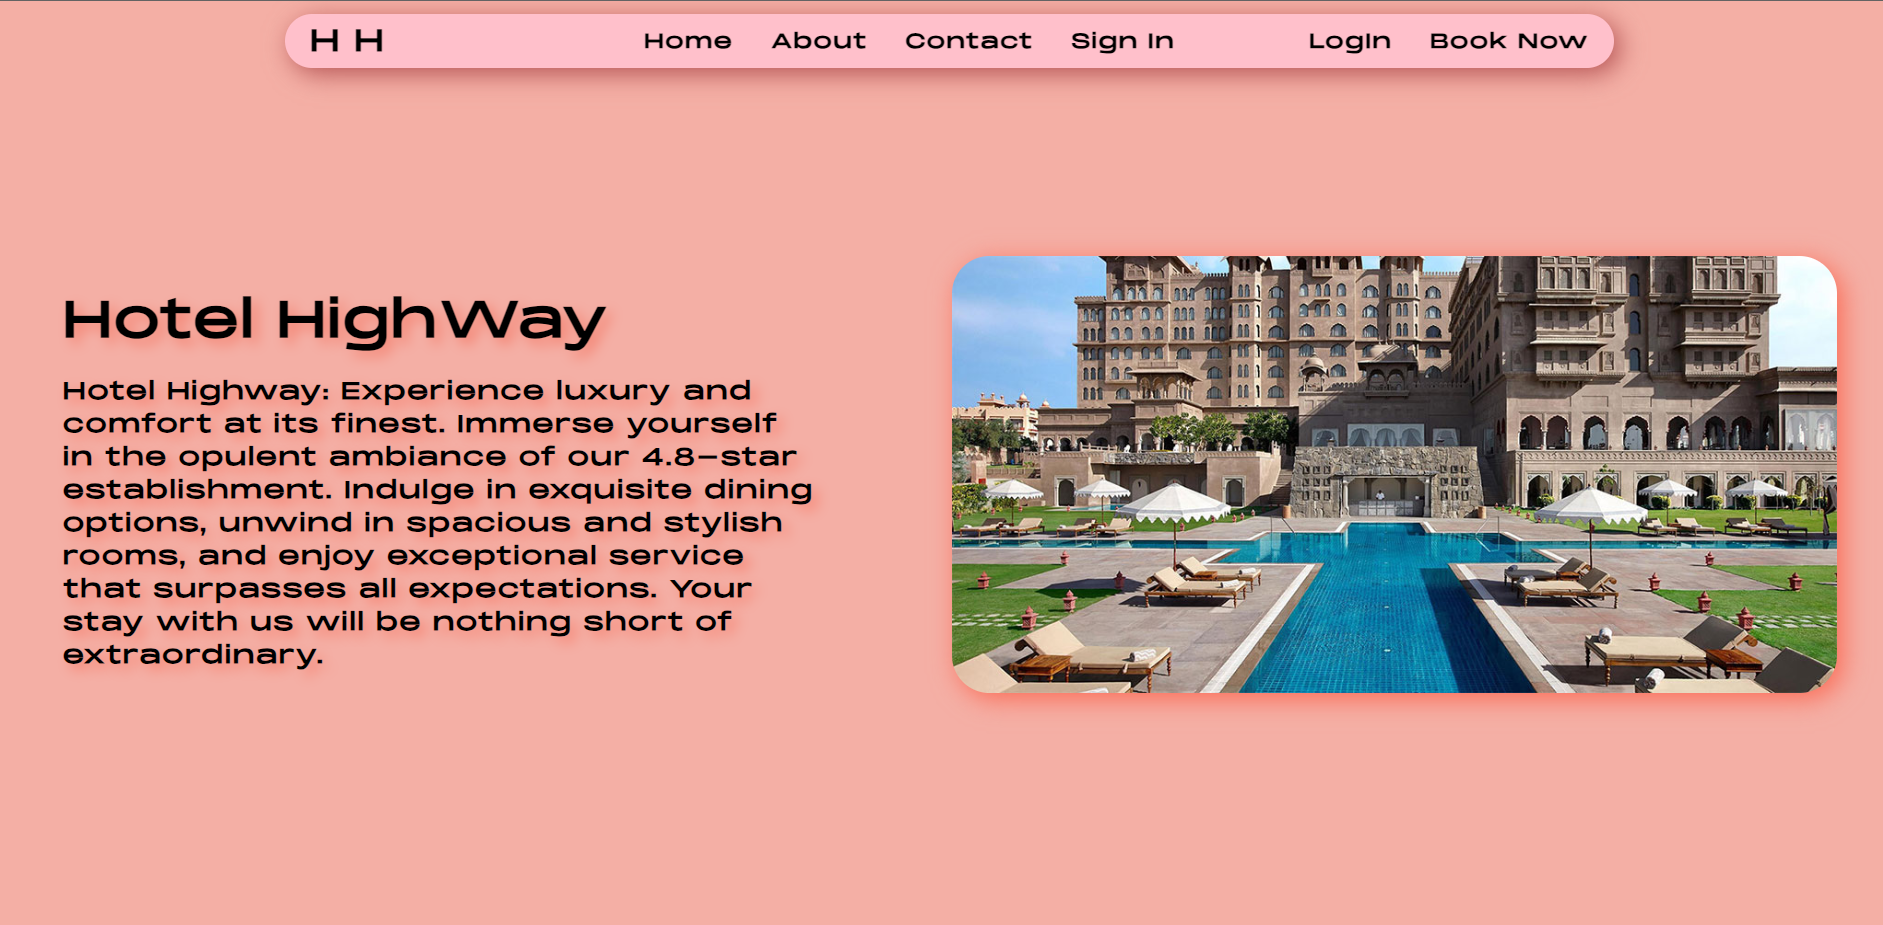 H H
Home About Contact Sign In LogIn Book Now
Hotel HighWay
Hotel Highway: Experience luxury and
comfort at its finest. Immerse yourself
in the opulent ambiance of our 4.8-star
establishment. Indulge in exquisite dining
options, unwind in spacious and stylish
rooms, and enjoy exceptional service
that surpasses all expectations. Your
stay with us will be nothing short of
extraordinary.